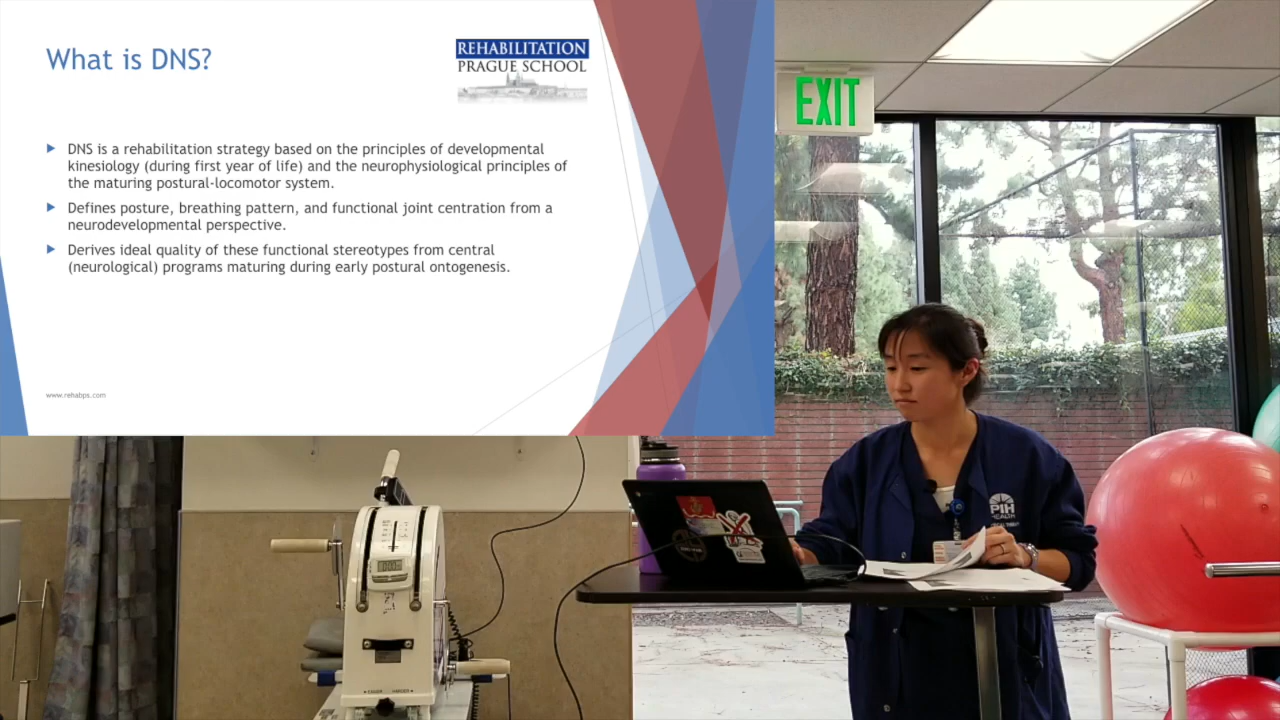 What is DNS?
REHABILITATION
PRAGUE SCHOOL
DNS is a rehabilitation strategy based on the principles of developmental
kinesiology (during first year of life) and the neurophysiological principles of
the maturing postural-locomotor system.
Defines posture, breathing pattern, and functional joint centration from a
neurodevelopmental perspective.
Derives ideal quality of these functional stereotypes from central
(neurological) programs maturing during early postural ontogenesis.
www.rehabps.com
EXIT
PIH
HEALTH